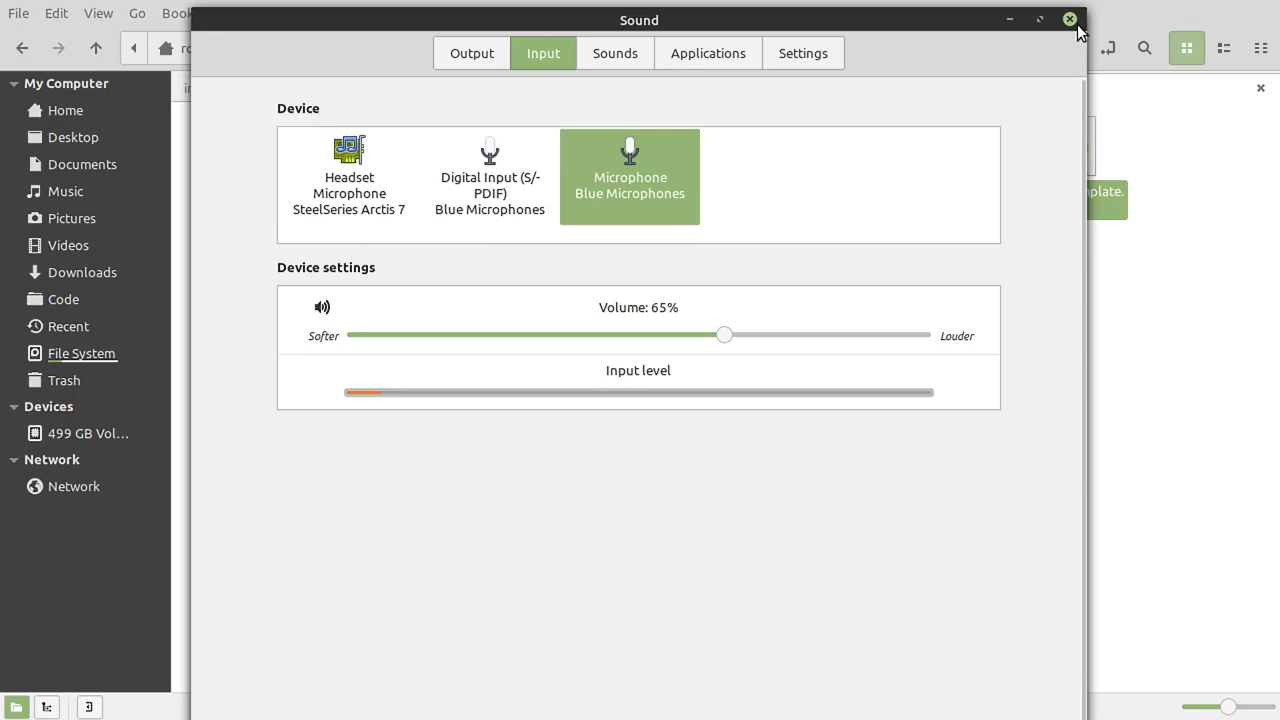 File Edit View Go Book
Sound
Output Input Sounds Applications Settings
My Computer
Home
Desktop
Documents
Music
Pictures
Videos
Downloads
Code
Recent
File System
Trash
Devices
499 GB Vol...
Network
Network
Device
Headset
Microphone
SteelSeries Arctis 7
Digital Input (S/-
PDIF)
Blue Microphones
Microphone
Blue Microphones
Device settings
Volume: 65%
Softer
Louder
Input level
plate.